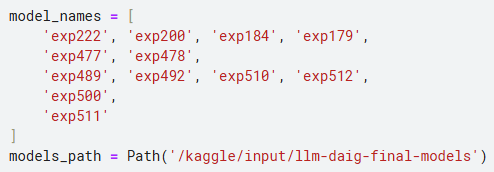 model_names = [
    'exp222', 'exp200', 'exp184', 'exp179',
    'exp477', 'exp478',
    'exp489', 'exp492', 'exp510', 'exp512',
    'exp500',
    'exp511'
]
models_path = Path('/kaggle/input/llm-daig-final-models')